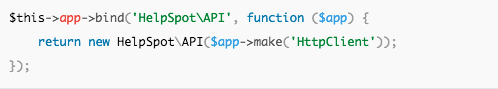 $this->app->bind('HelpSpot\API', function ($app) {
    return new HelpSpot\API($app->make('HttpClient'));
});